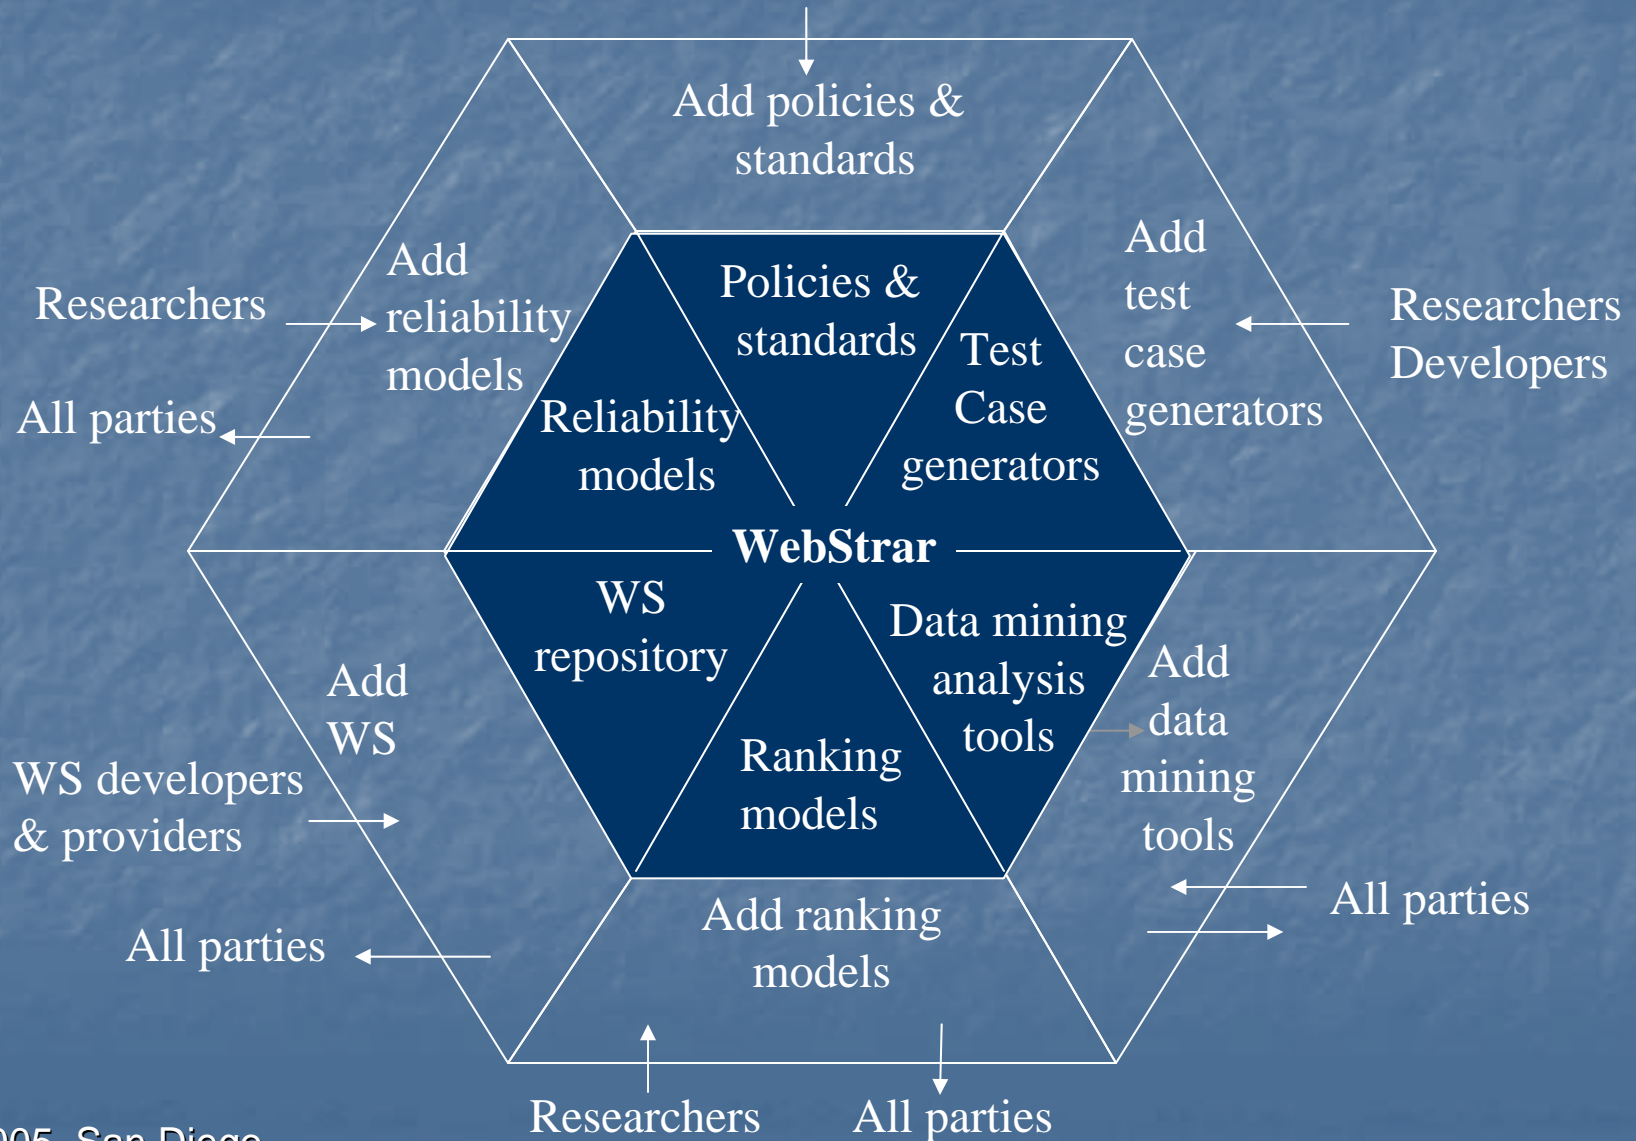 Add policies &
standards
Policies &
standards
Add
reliability
models
Researchers
All parties
Reliability
models
Test
Case
generators
Add
test
case
generators
Researchers
Developers
WebStrar
WS
repository
Data mining
analysis
tools
Ranking
models
Add
WS
WS developers
& providers
All parties
Add
data
mining
tools
All parties
Add ranking
models
Researchers
All parties
San Diego